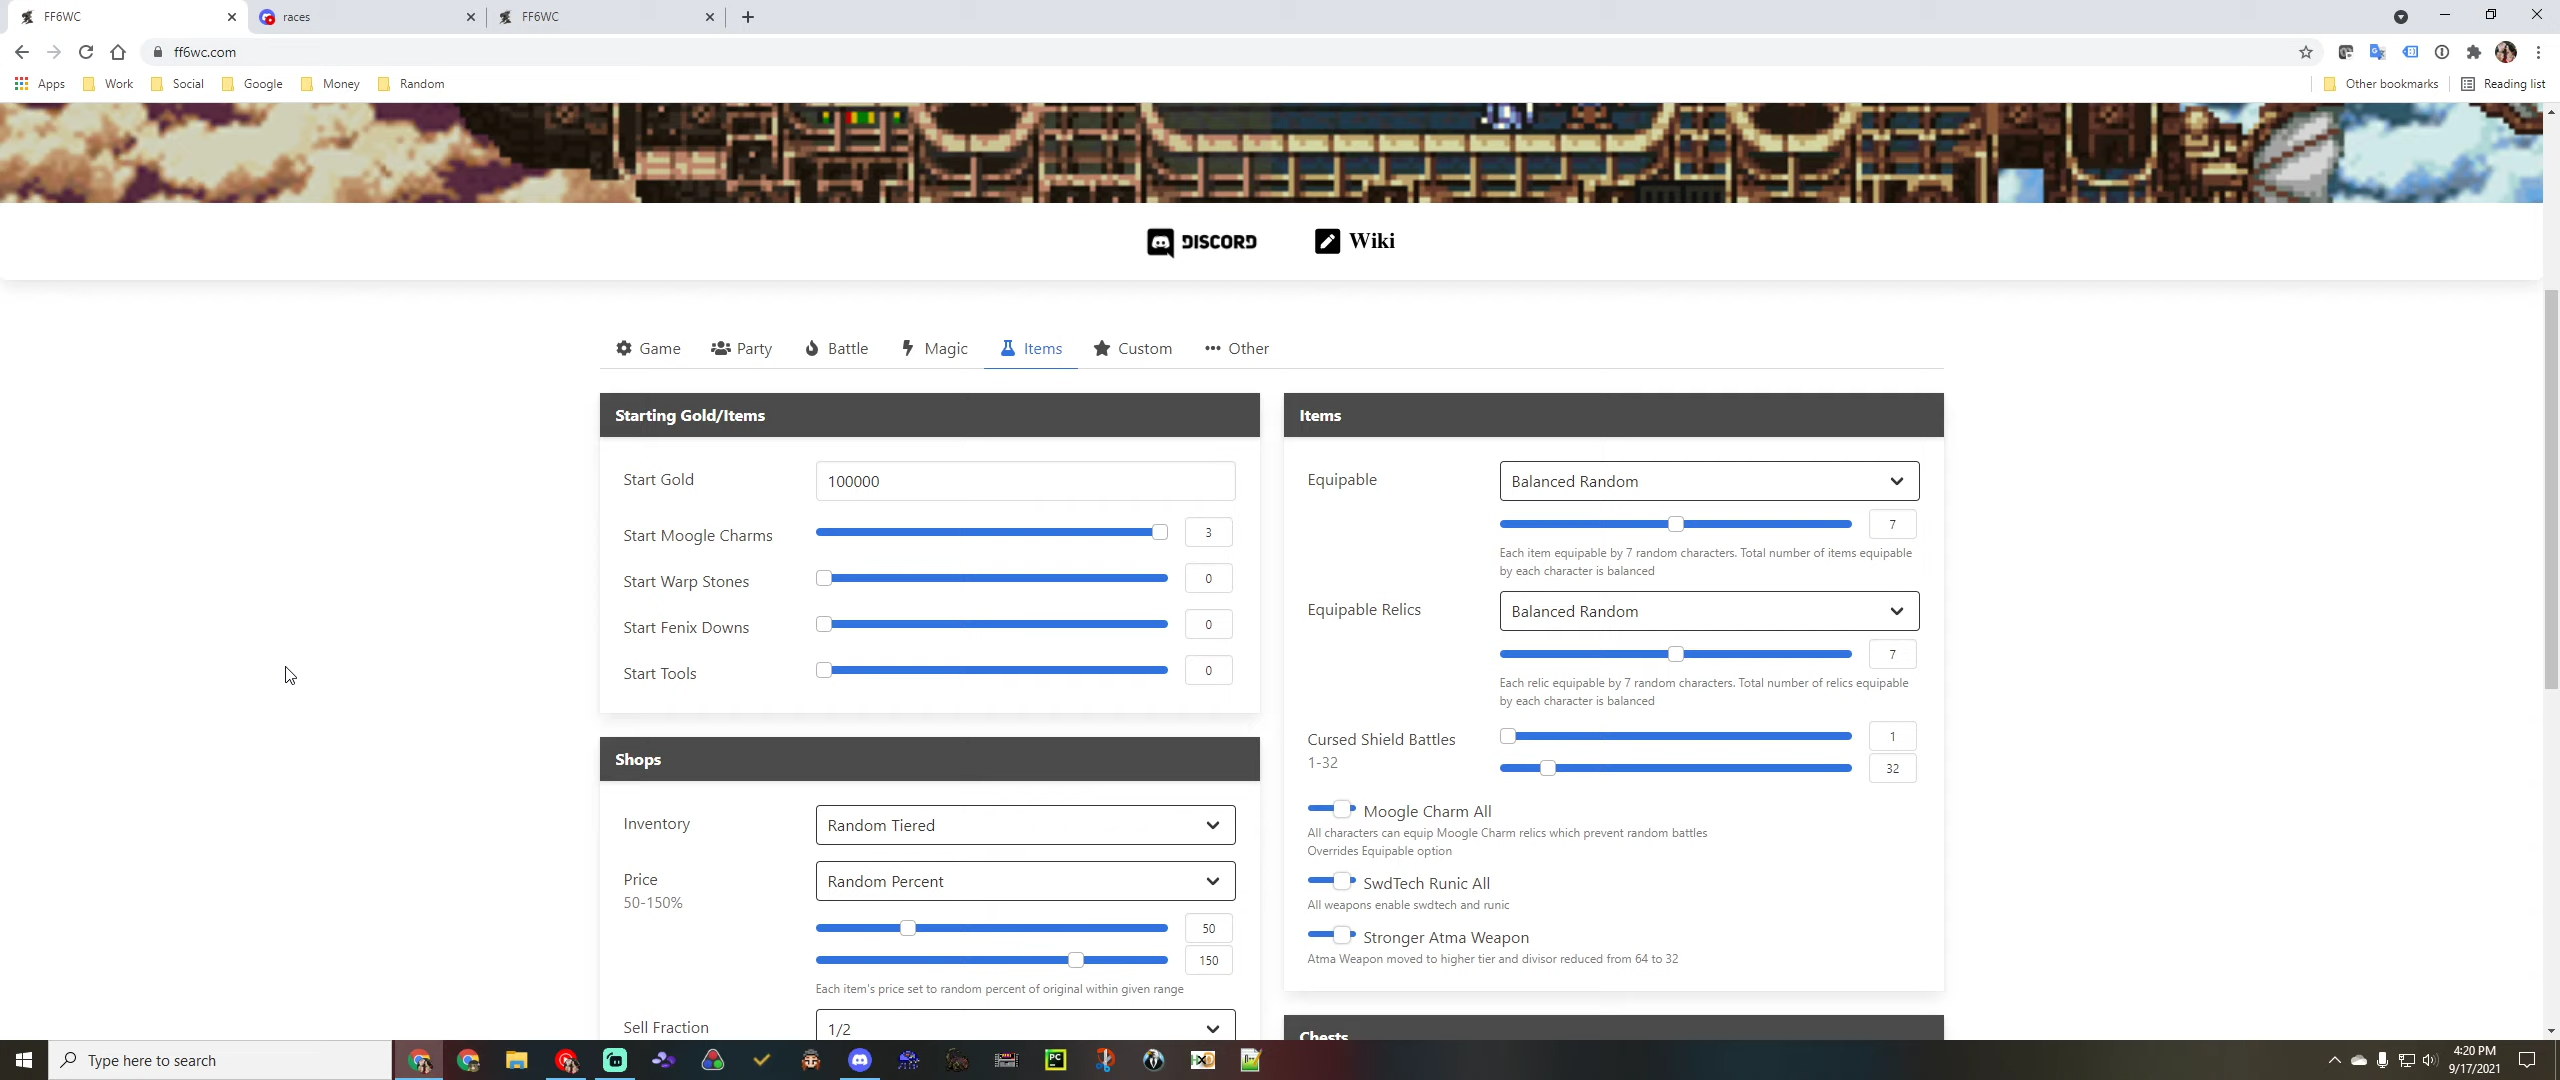 FF6WC
races
FF6WC
ff6wc.com
Apps
Work
Social
Google
Money
Random
Other bookmarks
Reading list
DISCORD
Wiki
Game
Party
Battle
Magic
Items
Custom
Other
Starting Gold/Items
Start Gold
100000
Start Moogle Charms
3
Start Warp Stones
0
Start Fenix Downs
0
Start Tools
0
Shops
Inventory
Random Tiered
Price
50-150%
Random Percent
50
150
Each item's price set to random percent of original within given range
Sell Fraction
1/2
Items
Equipable
Balanced Random
7
Each item equipable by 7 random characters. Total number of items equipable
by each character is balanced
Equipable Relics
Balanced Random
7
Each relic equipable by 7 random characters. Total number of relics equipable
by each character is balanced
Cursed Shield Battles
1-32
1
32
Moogle Charm All
All characters can equip Moogle Charm relics which prevent random battles
Overrides Equipable option
SwdTech Runic All
All weapons enable swdtech and runic
Stronger Atma Weapon
Atma Weapon moved to higher tier and divisor reduced from 64 to 32
Chests
Type here to search
PC
4:20 PM
9/17/2021